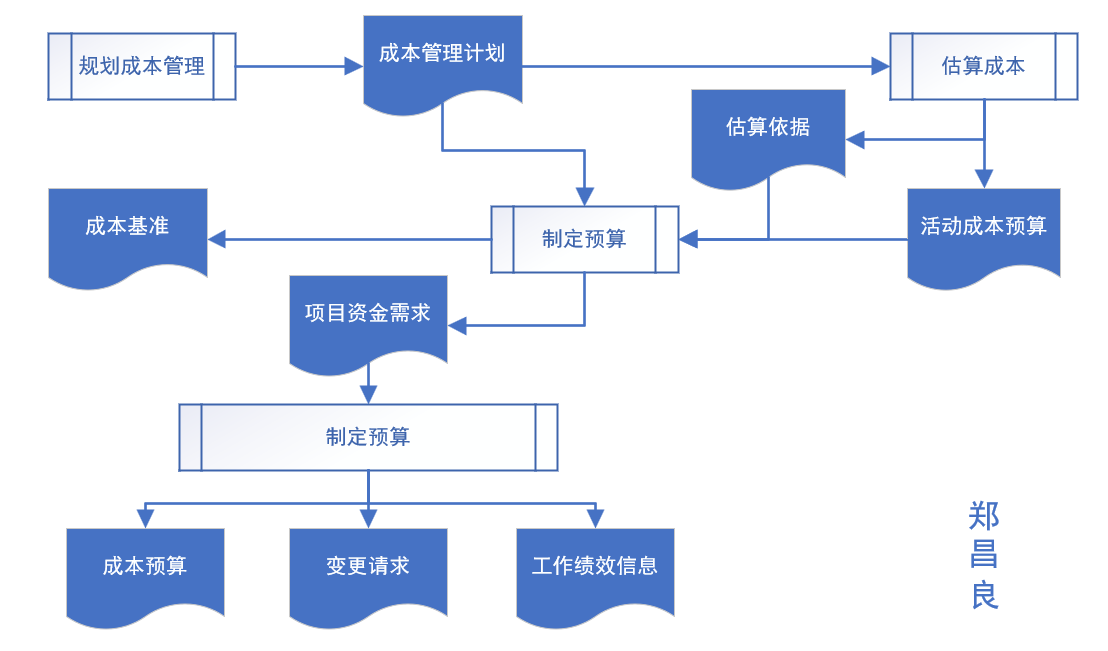 规划成本管理
成本管理计划
估算成本
估算依据
成本基准
制定预算
活动成本预算
项目资金需求
制定预算
成本预算
变更请求
工作绩效信息
郑
昌
良